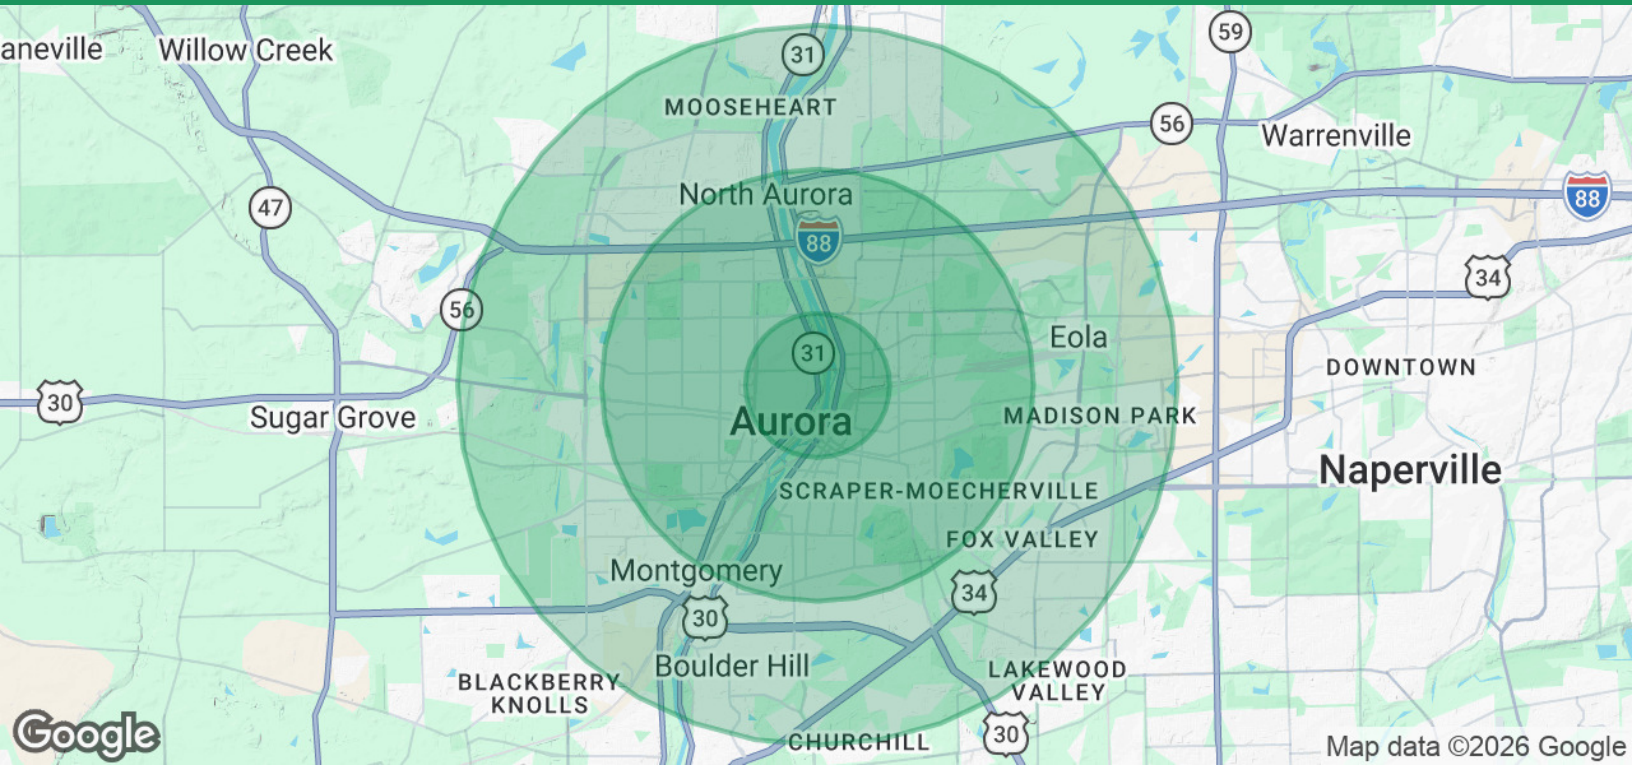 31
59
aneville
Willow Creek
MOOSEHEART
56
Warrenville
North Aurora
88
47
88
34
56
31
Eola
DOWNTOWN
30
Sugar Grove
Aurora
MADISON PARK
Naperville
SCRAPER-MOECHERVILLE
FOX VALLEY
Montgomery
34
30
Boulder Hill
BLACKBERRY
KNOLLS
LAKEWOOD
VALLEY
30
CHURCHILL
Google
Map data ©2026 Google